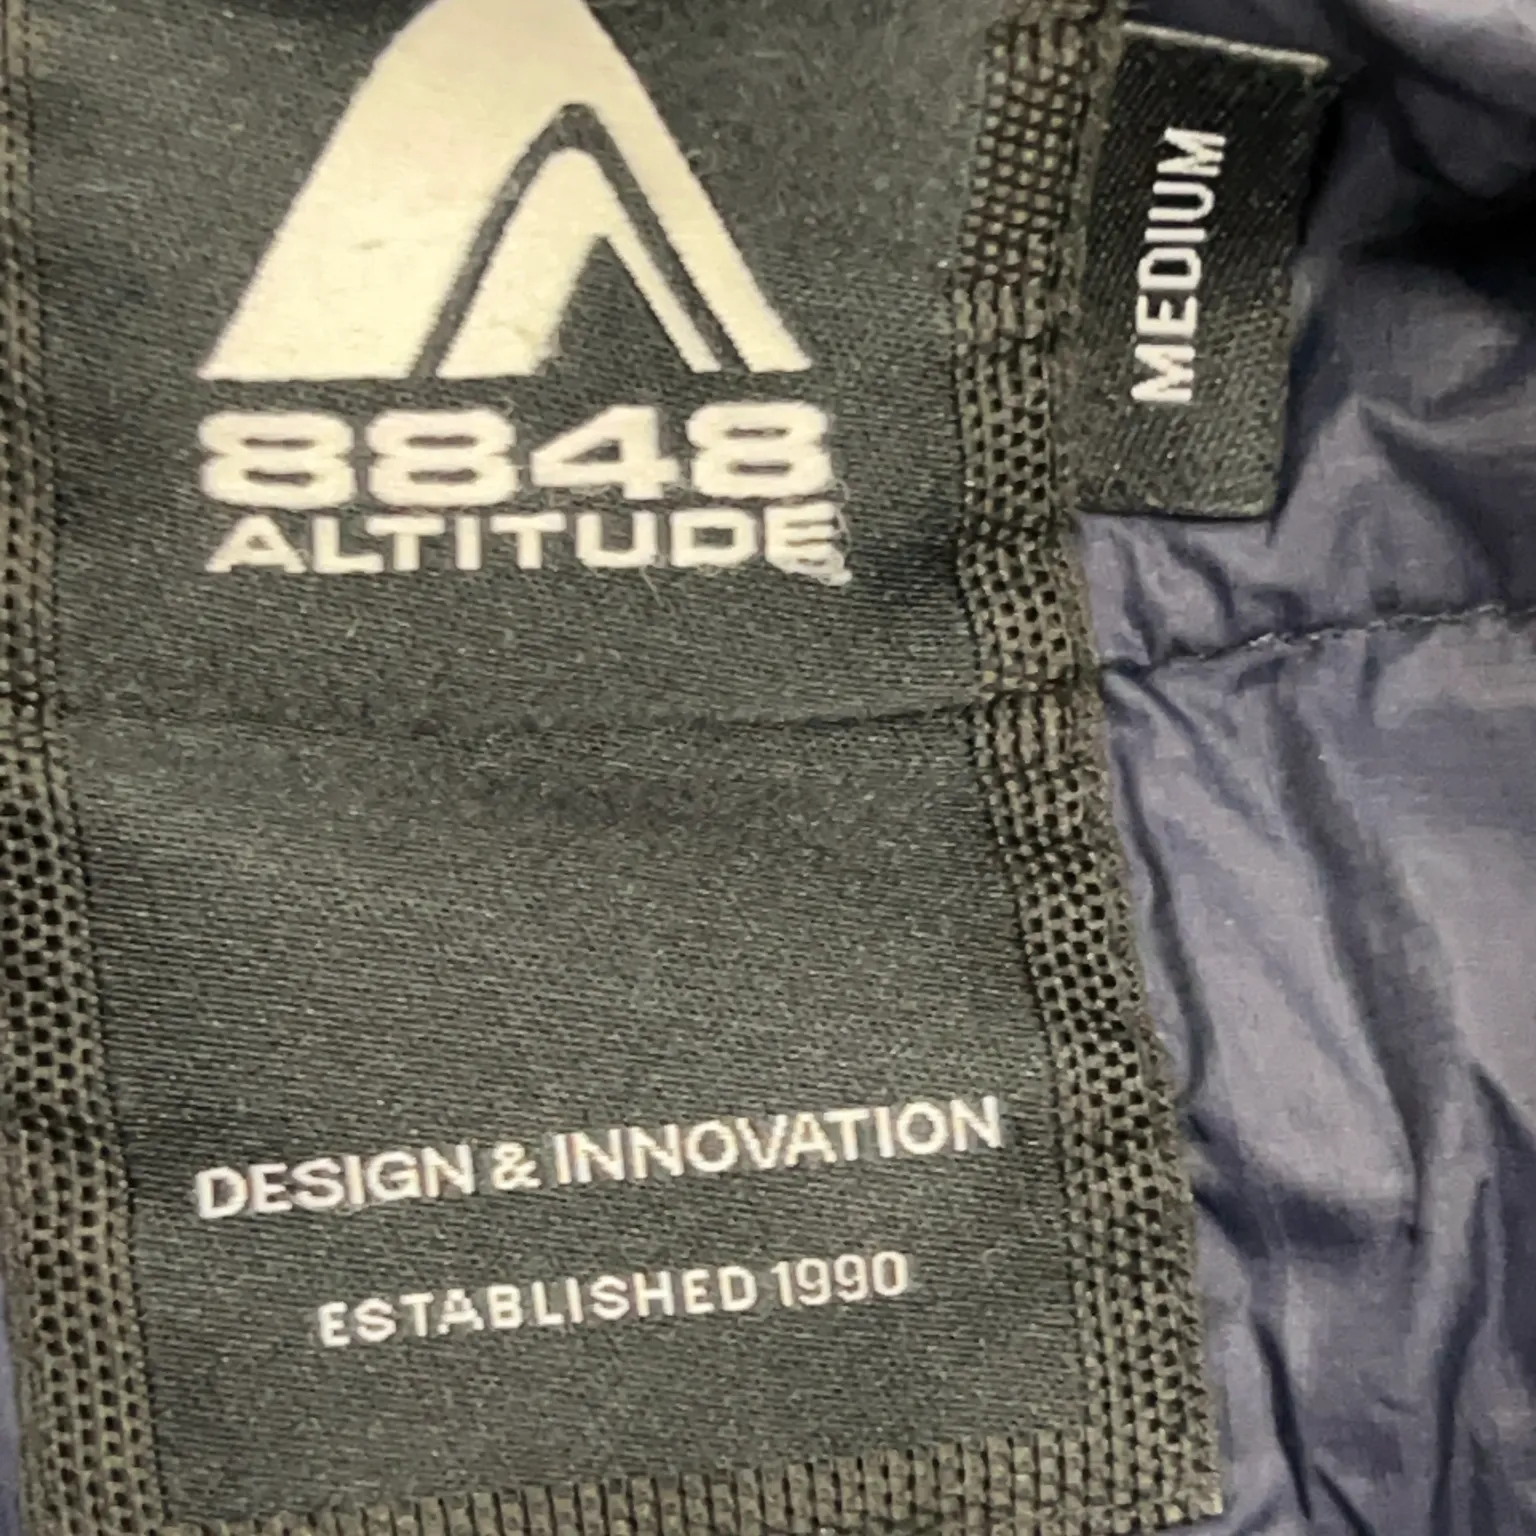 8848
ALTITUDE
MEDIUM
DESIGN & INNOVATION
ESTABLISHED 1990